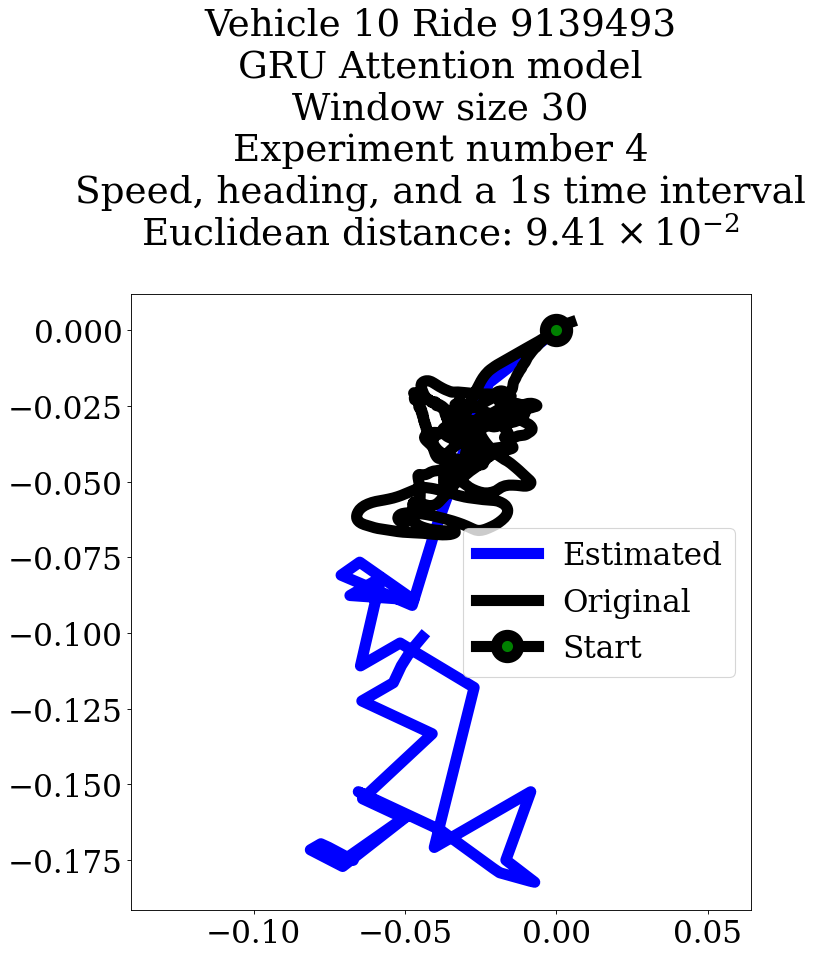 Vehicle 10 Ride 9139493
GRU Attention model
Window size 30
Experiment number 4
Speed, heading, and a 1s time interval
Euclidean distance: 9.41 × 10⁻²
0.000
−0.025
−0.050
−0.075
−0.100
−0.125
−0.150
−0.175
Estimated
Original
Start
−0.10
−0.05
0.00
0.05